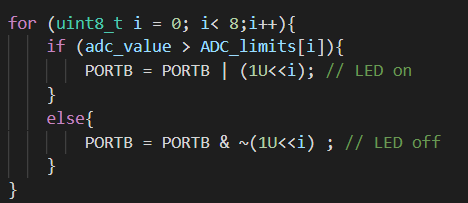 for (uint8_t i = 0; i< 8;i++){
    if (adc_value > ADC_limits[i]){
        PORTB = PORTB | (1U<<i); // LED on
    }
    else{
        PORTB = PORTB & ~(1U<<i) ; // LED off
    }
}